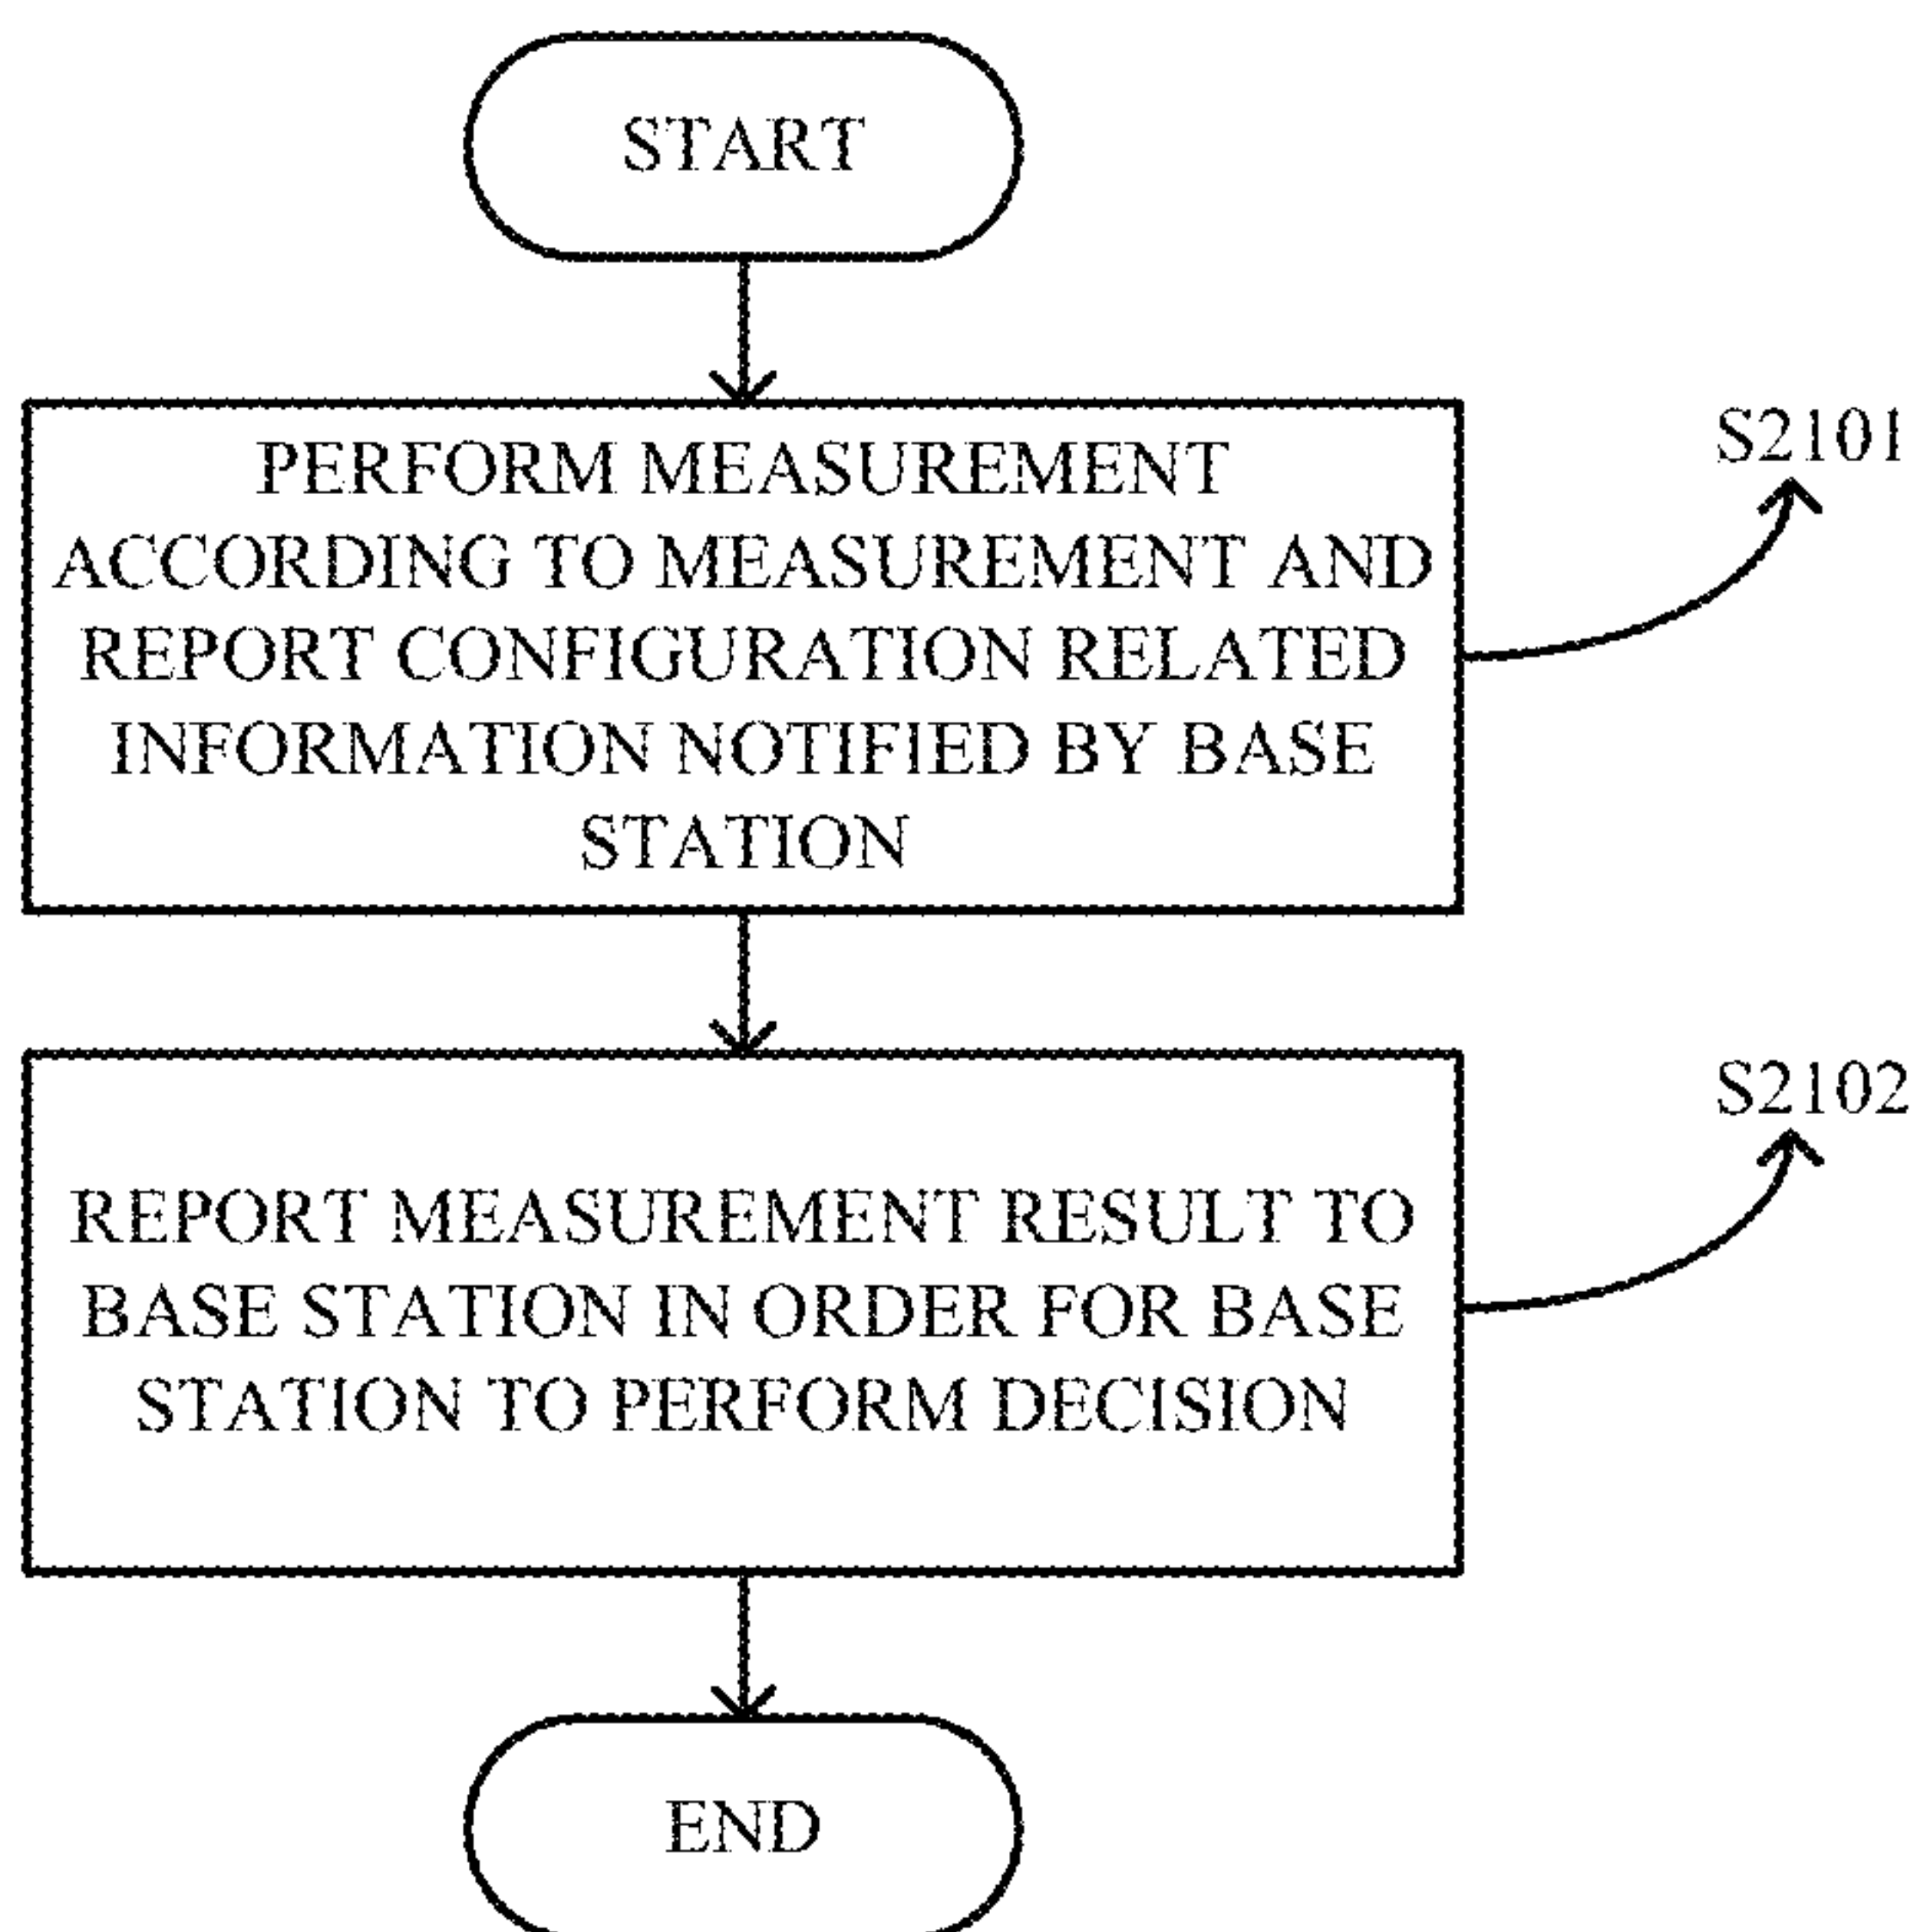 START
PERFORM MEASUREMENT
ACCORDING TO MEASUREMENT AND
REPORT CONFIGURATION RELATED
INFORMATION NOTIFIED BY BASE
STATION
S2101
REPORT MEASUREMENT RESULT TO
BASE STATION IN ORDER FOR BASE
STATION TO PERFORM DECISION
S2102
END